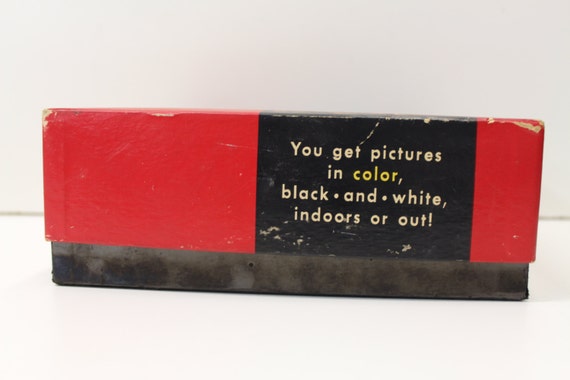 You get pictures
in color,
black • and • white,
indoors or out!